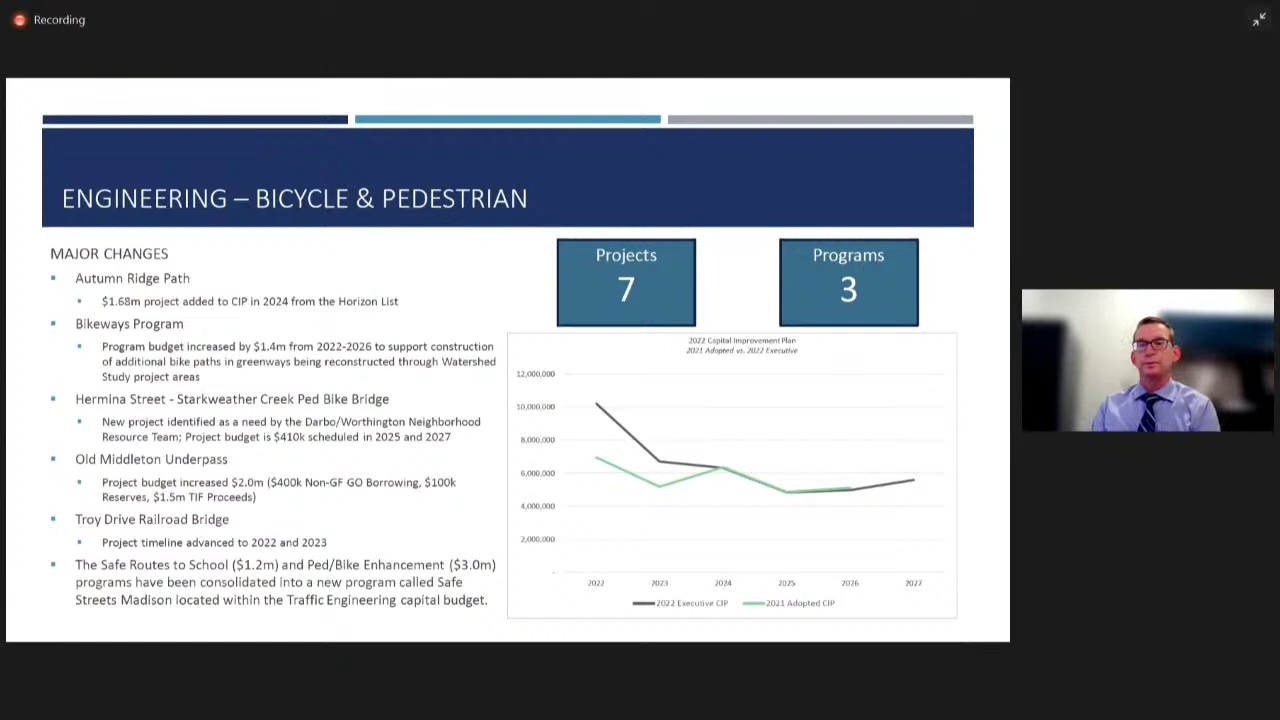 Recording
ENGINEERING – BICYCLE & PEDESTRIAN
MAJOR CHANGES
Autumn Ridge Path
$1.68m project added to CIP in 2024 from the Horizon List
Bikeways Program
Program budget increased by $1.4m from 2022-2026 to support construction
of additional bike paths in greenways being reconstructed through Watershed
Study project areas
Hermina Street - Starkweather Creek Ped Bike Bridge
New project identified as a need by the Darbo/Worthington Neighborhood
Resource Team; Project budget is $410k scheduled in 2025 and 2027
Old Middleton Underpass
Project budget increased $2.0m ($400k Non-GF GO Borrowing, $100k
Reserves, $1.5m TIF Proceeds)
Troy Drive Railroad Bridge
Project timeline advanced to 2022 and 2023
The Safe Routes to School ($1.2m) and Ped/Bike Enhancement ($3.0m)
programs have been consolidated into a new program called Safe
Streets Madison located within the Traffic Engineering capital budget.
Projects
7
Programs
3
2022 Capital Improvement Plan
2021 Adopted vs. 2022 Executive
12,000,000
10,000,000
8,000,000
6,000,000
4,000,000
2,000,000
-
2022 2023 2024 2025 2026 2027
2022 Executive CIP 2021 Adopted CIP